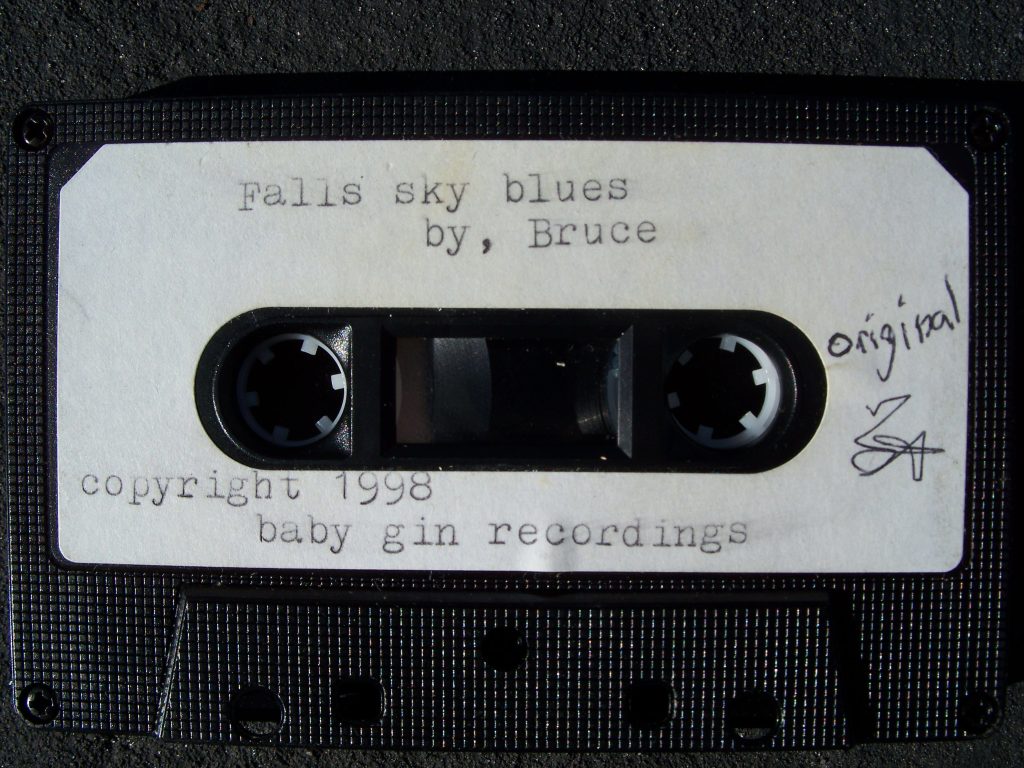 Falls sky blues
by, Bruce
original
copyright 1998
baby gin recordings